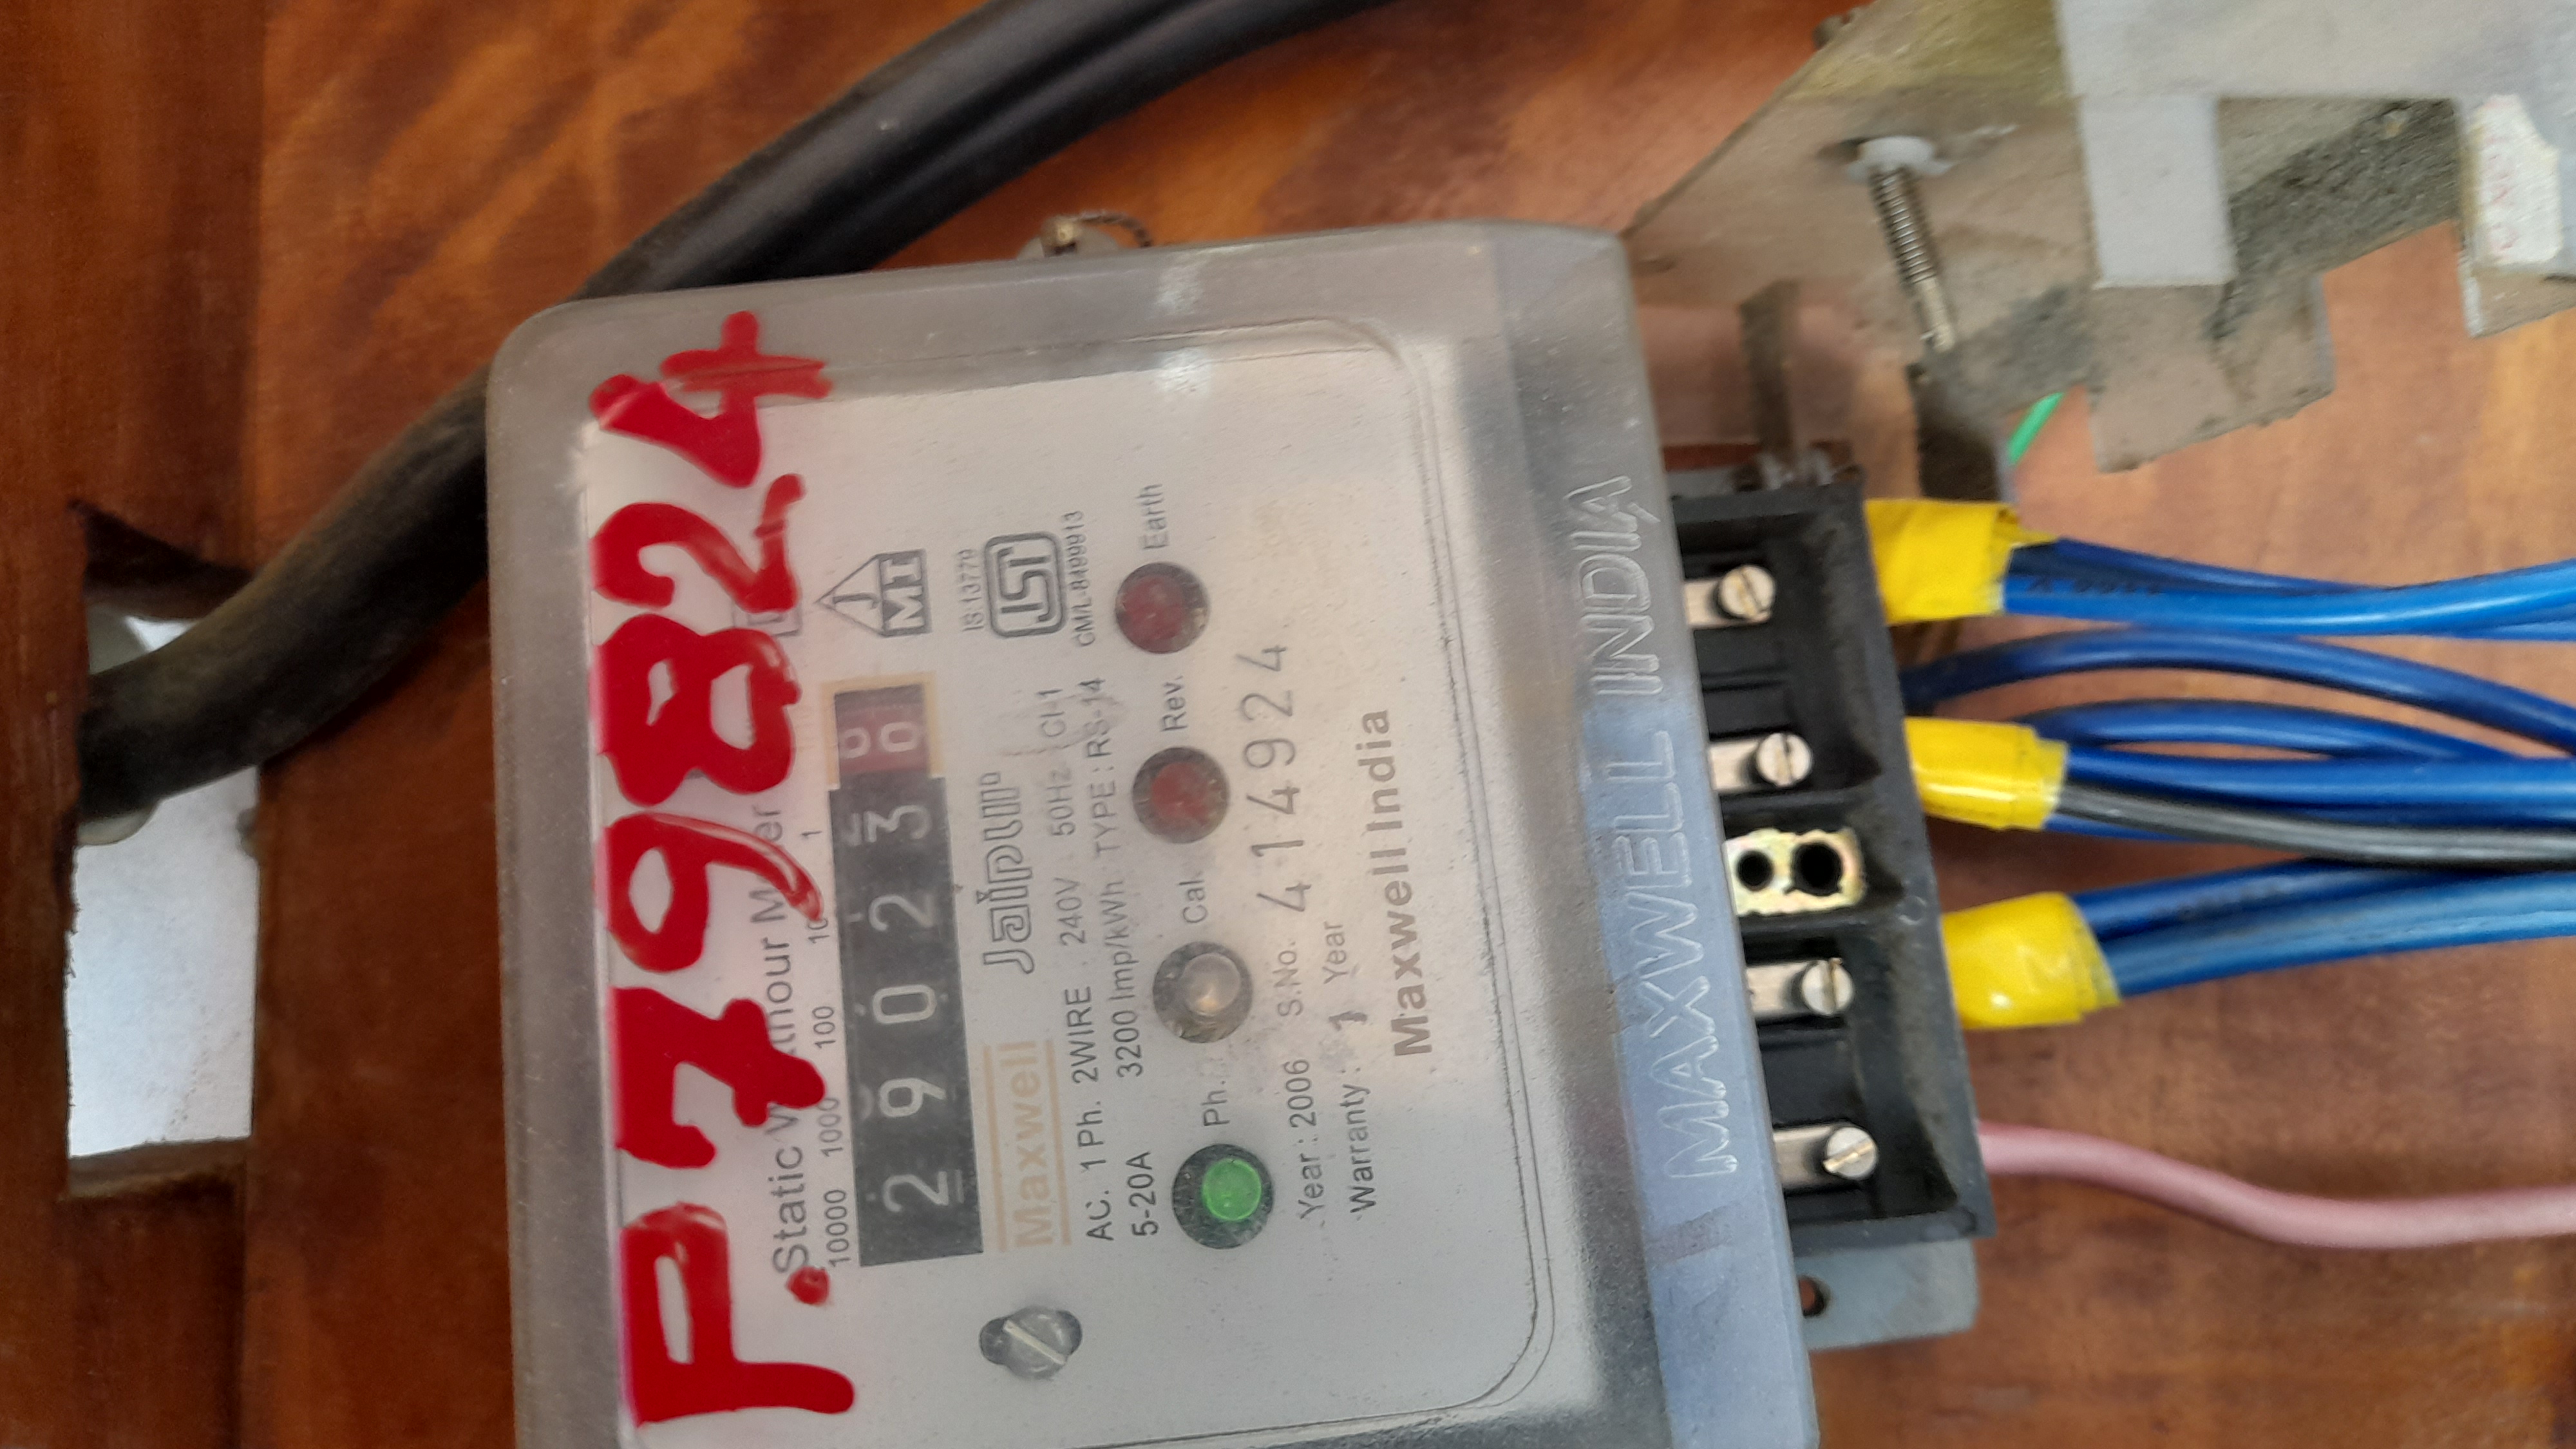 P.79824
Static Watthour Meter
10000 1000 100 10 1
2 9 0 2 3
JMT
Maxwell Jaipur
IS:13779
CM/L-8499913
AC. 1 Ph. 2WIRE 240V 50Hz Cl-1
5-20A 3200 Imp/kWh TYPE : RS-14
Ph. Cal. Rev. Earth
Year : 2006 S.No. 414924
Warranty : 1 Year
Maxwell India
MAXWELL INDIA